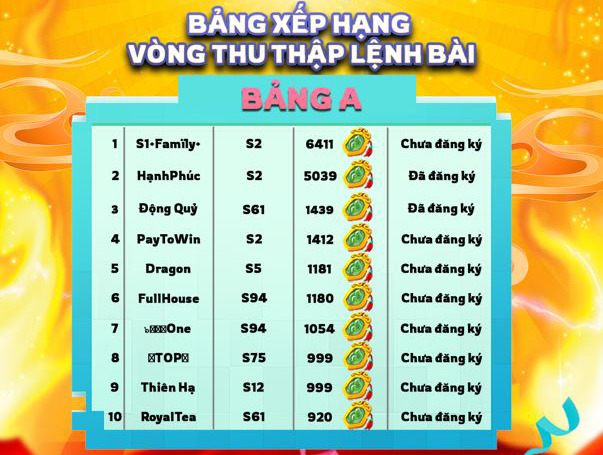 BẢNG XẾP HẠNG
VÒNG THU THẬP LỆNH BÀI
BẢNG A
1 S1•Famïly• S2 6411 Chưa đăng ký
2 HạnhPhúc S2 5039 Đã đăng ký
3 Động Quỷ S61 1439 Đã đăng ký
4 PayToWin S2 1412 Chưa đăng ký
5 Dragon S5 1181 Chưa đăng ký
6 FullHouse S94 1180 Chưa đăng ký
7 One S94 1054 Chưa đăng ký
8 TOP S75 999 Chưa đăng ký
9 Thiên Hạ S12 999 Chưa đăng ký
10 RoyalTea S61 920 Chưa đăng ký